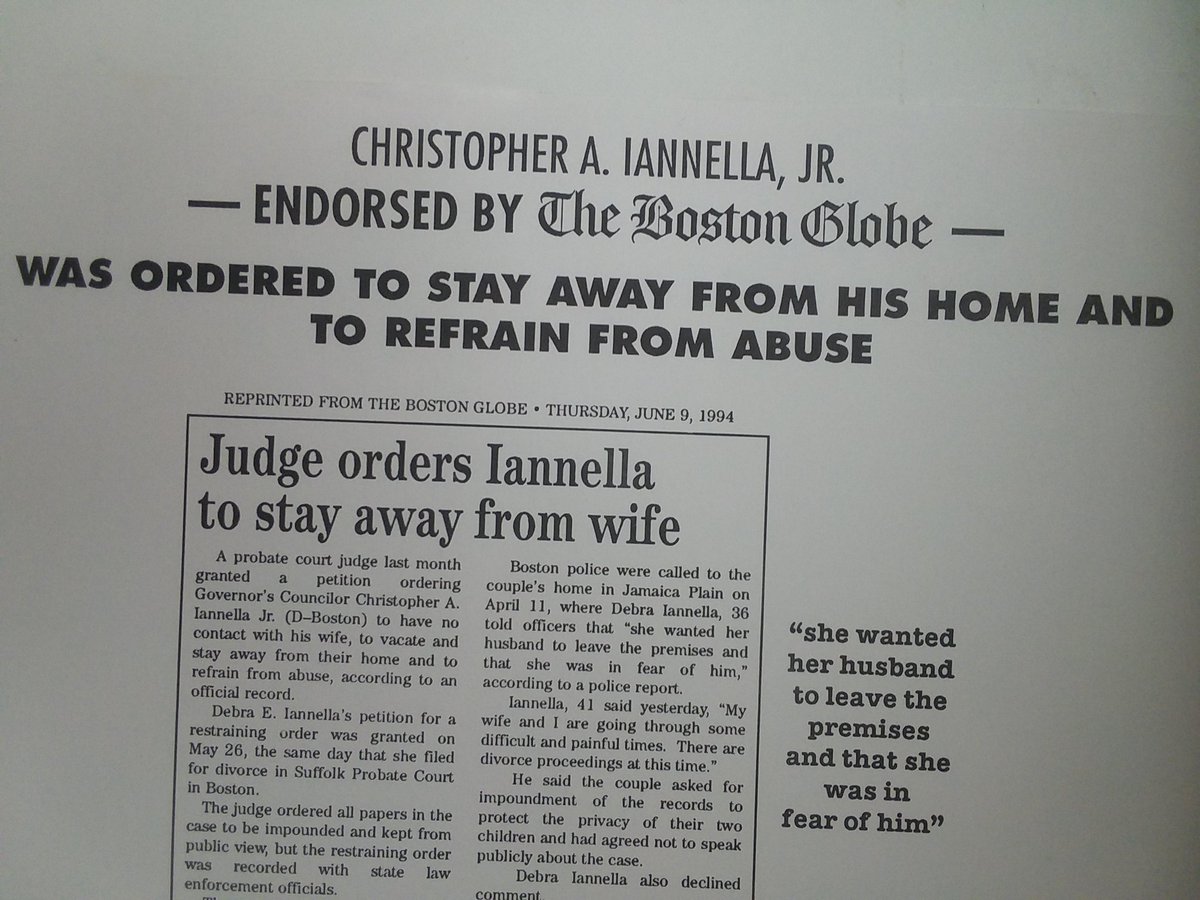 CHRISTOPHER A. IANNELLA, JR.
— ENDORSED BY The Boston Globe —
WAS ORDERED TO STAY AWAY FROM HIS HOME AND
TO REFRAIN FROM ABUSE
REPRINTED FROM THE BOSTON GLOBE • THURSDAY, JUNE 9, 1994
Judge orders Iannella
to stay away from wife
A probate court judge last month
granted a petition ordering
Governor's Councilor Christopher A.
Iannella Jr. (D–Boston) to have no
contact with his wife, to vacate and
stay away from their home and to
refrain from abuse, according to an
official record.
Debra E. Iannella's petition for a
restraining order was granted on
May 26, the same day that she filed
for divorce in Suffolk Probate Court
in Boston.
The judge ordered all papers in the
case to be impounded and kept from
public view, but the restraining order
was recorded with state law
enforcement officials.
Boston police were called to the
couple's home in Jamaica Plain on
April 11, where Debra Iannella, 36
told officers that "she wanted her
husband to leave the premises and
that she was in fear of him,"
according to a police report.
Iannella, 41 said yesterday, "My
wife and I are going through some
difficult and painful times. There are
divorce proceedings at this time."
He said the couple asked for
impoundment of the records to
protect the privacy of their two
children and had agreed not to speak
publicly about the case.
Debra Iannella also declined
comment.
“she wanted
her husband
to leave the
premises
and that she
was in
fear of him”